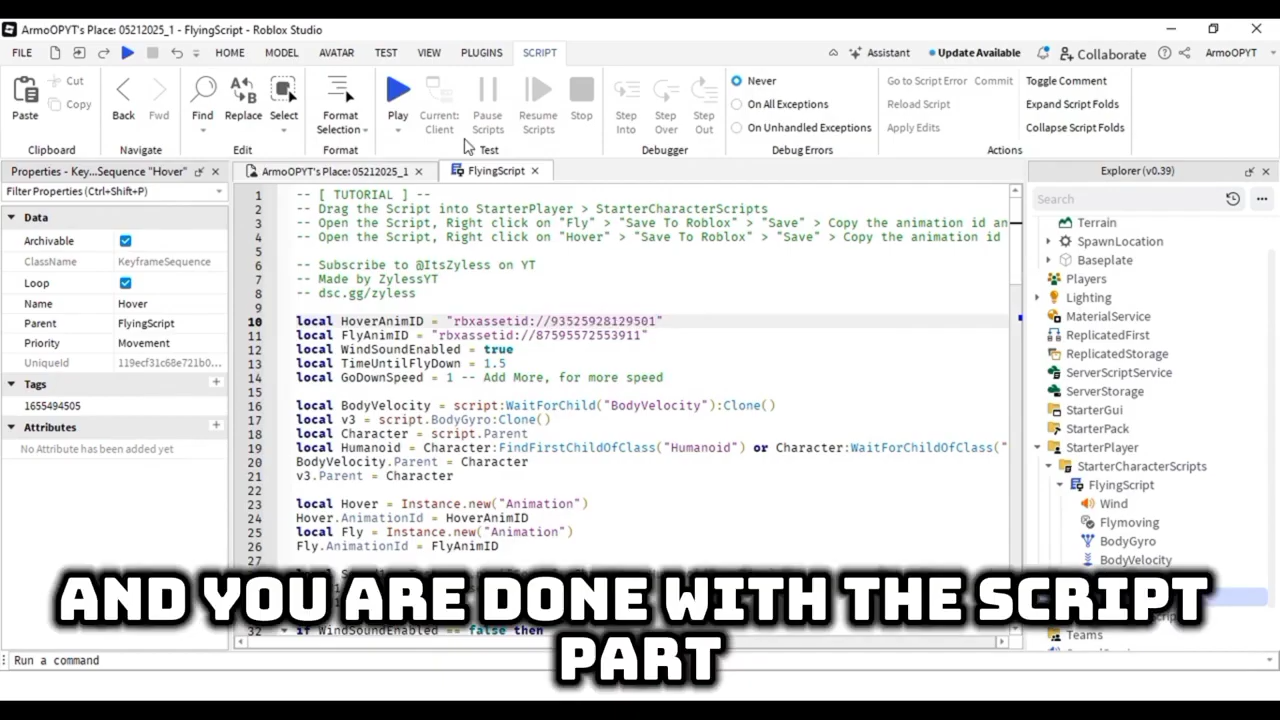 ArmoOPYT's Place: 05212025_1 - FlyingScript - Roblox Studio
FILE HOME MODEL AVATAR TEST VIEW PLUGINS SCRIPT Assistant Update Available Collaborate ArmoOPYT
Paste
Cut
Copy
Clipboard
Back
Fwd
Navigate
Find
Replace
Select
Edit
Format
Selection
Format
Play
Current:
Client
Pause
Scripts
Resume
Scripts
Stop
Test
Step
Into
Step
Over
Step
Out
Debugger
Never
On All Exceptions
On Unhandled Exceptions
Debug Errors
Go to Script Error Commit
Reload Script
Apply Edits
Toggle Comment
Expand Script Folds
Collapse Script Folds
Actions
Properties - Key...Sequence "Hover"
Filter Properties (Ctrl+Shift+P)
Data
Archivable
ClassName KeyframeSequence
Loop
Name Hover
Parent FlyingScript
Priority Movement
UniqueId 119ecf31c68e721b0...
Tags
1655494505
Attributes
No Attribute has been added yet
ArmoOPYT's Place: 05212025_1 FlyingScript
1 -- [ TUTORIAL ] --
2 -- Drag the Script into StarterPlayer > StarterCharacterScripts
3 -- Open the Script, Right click on "Fly" > "Save To Roblox" > "Save" > Copy the animation id an
4 -- Open the Script, Right click on "Hover" > "Save To Roblox" > "Save" > Copy the animation id
5
6 -- Subscribe to @ItsZyless on YT
7 -- Made by ZylessYT
8 -- dsc.gg/zyless
9
10 local HoverAnimID = "rbxassetid://93525928129501"
11 local FlyAnimID = "rbxassetid://87595572553911"
12 local WindSoundEnabled = true
13 local TimeUntilFlyDown = 1.5
14 local GoDownSpeed = 1 -- Add More, for more speed
15
16 local BodyVelocity = script:WaitForChild("BodyVelocity"):Clone()
17 local v3 = script.BodyGyro:Clone()
18 local Character = script.Parent
19 local Humanoid = Character:FindFirstChildOfClass("Humanoid") or Character:WaitForChildOfClass("
20 BodyVelocity.Parent = Character
21 v3.Parent = Character
22
23 local Hover = Instance.new("Animation")
24 Hover.AnimationId = HoverAnimID
25 local Fly = Instance.new("Animation")
26 Fly.AnimationId = FlyAnimID
27
32 if WindSoundEnabled == false then
Explorer (v0.39)
Search
Terrain
SpawnLocation
Baseplate
Players
Lighting
MaterialService
ReplicatedFirst
ReplicatedStorage
ServerScriptService
ServerStorage
StarterGui
StarterPack
StarterPlayer
StarterCharacterScripts
FlyingScript
Wind
Flymoving
BodyGyro
BodyVelocity
Teams
AND YOU ARE DONE WITH THE SCRIPT
PART
Run a command